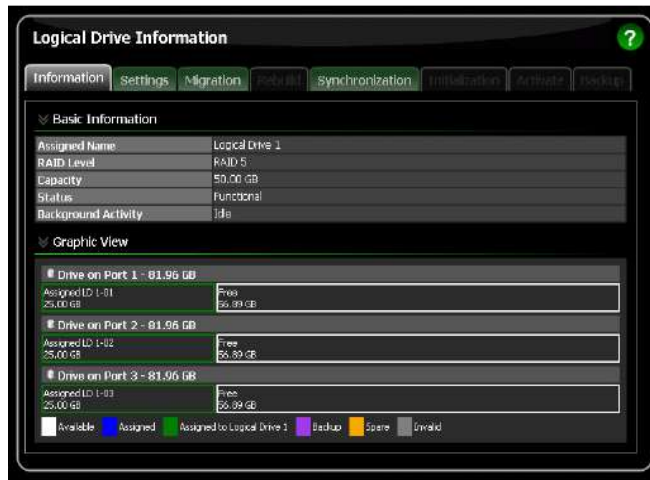 Logical Drive Information
?
Information Settings Migration Rebuild Synchronization Initialization Activate Backup
Basic Information
Assigned Name Logical Drive 1
RAID Level RAID 5
Capacity 50.00 GB
Status Functional
Background Activity Idle
Graphic View
Drive on Port 1 - 81.96 GB
Assigned LD 1-01 Free
25.00 GB 56.89 GB
Drive on Port 2 - 81.96 GB
Assigned LD 1-02 Free
25.00 GB 56.89 GB
Drive on Port 3 - 81.96 GB
Assigned LD 1-03 Free
25.00 GB 56.89 GB
Available Assigned Assigned to Logical Drive 1 Backup Spare Invalid